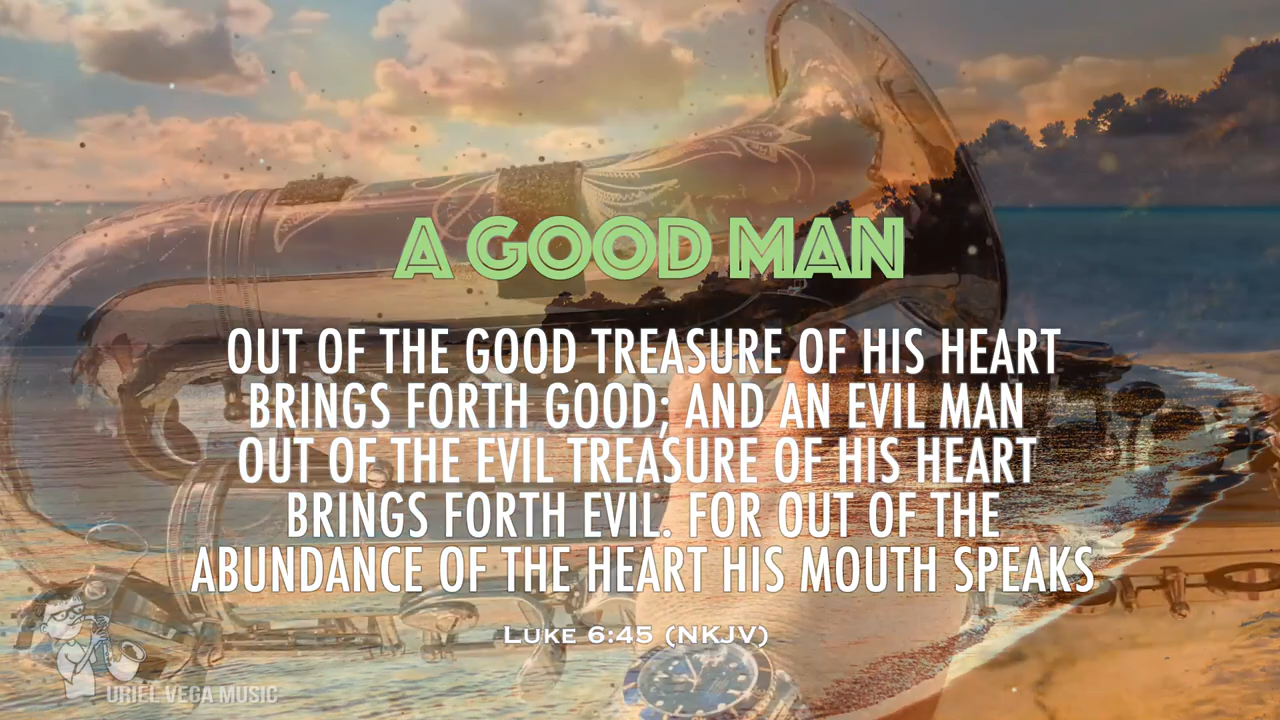 A GOOD MAN
OUT OF THE GOOD TREASURE OF HIS HEART
BRINGS FORTH GOOD; AND AN EVIL MAN
OUT OF THE EVIL TREASURE OF HIS HEART
BRINGS FORTH EVIL. FOR OUT OF THE
ABUNDANCE OF THE HEART HIS MOUTH SPEAKS
LUKE 6:45 (NKJV)
URIEL VEGA MUSIC